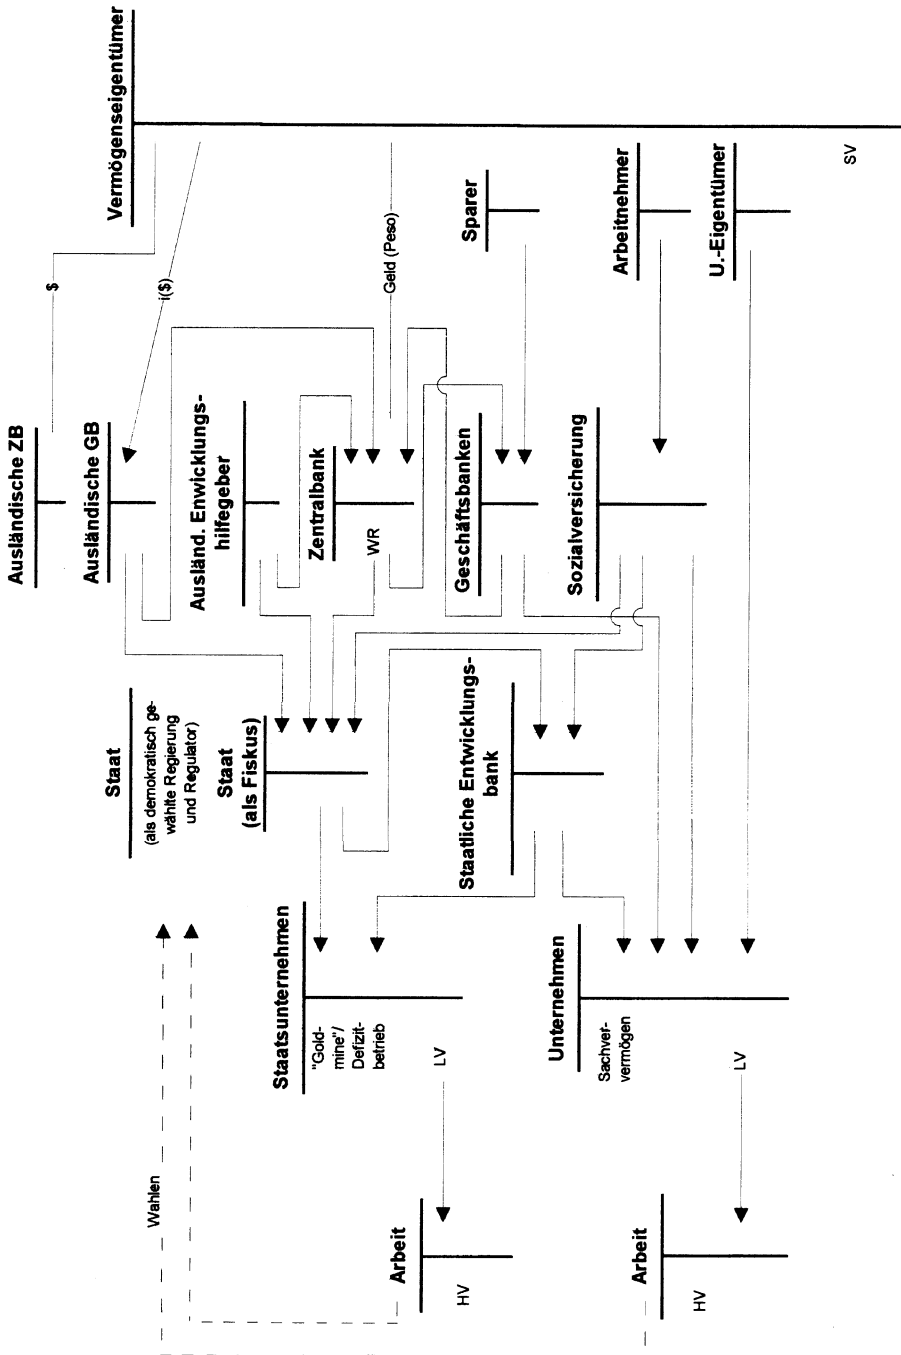 Vermögenseigentümer
$
i($)
Geld (Peso)
Sparer
Arbeitnehmer
U.-Eigentümer
SV
Ausländische ZB
Ausländische GB
Ausländ. Enwicklungs-
hilfegeber
Zentralbank
WR
Geschäftsbanken
Sozialversicherung
Staat
(als demokratisch ge-
wählte Regierung
und Regulator)
Staat
(als Fiskus)
Staatliche Entwicklungs-
bank
Staatsunternehmen
"Gold-
mine"/
Defizit-
betrieb
LV
Unternehmen
Sachver-
vermögen
LV
Wahlen
Arbeit
HV
Arbeit
HV